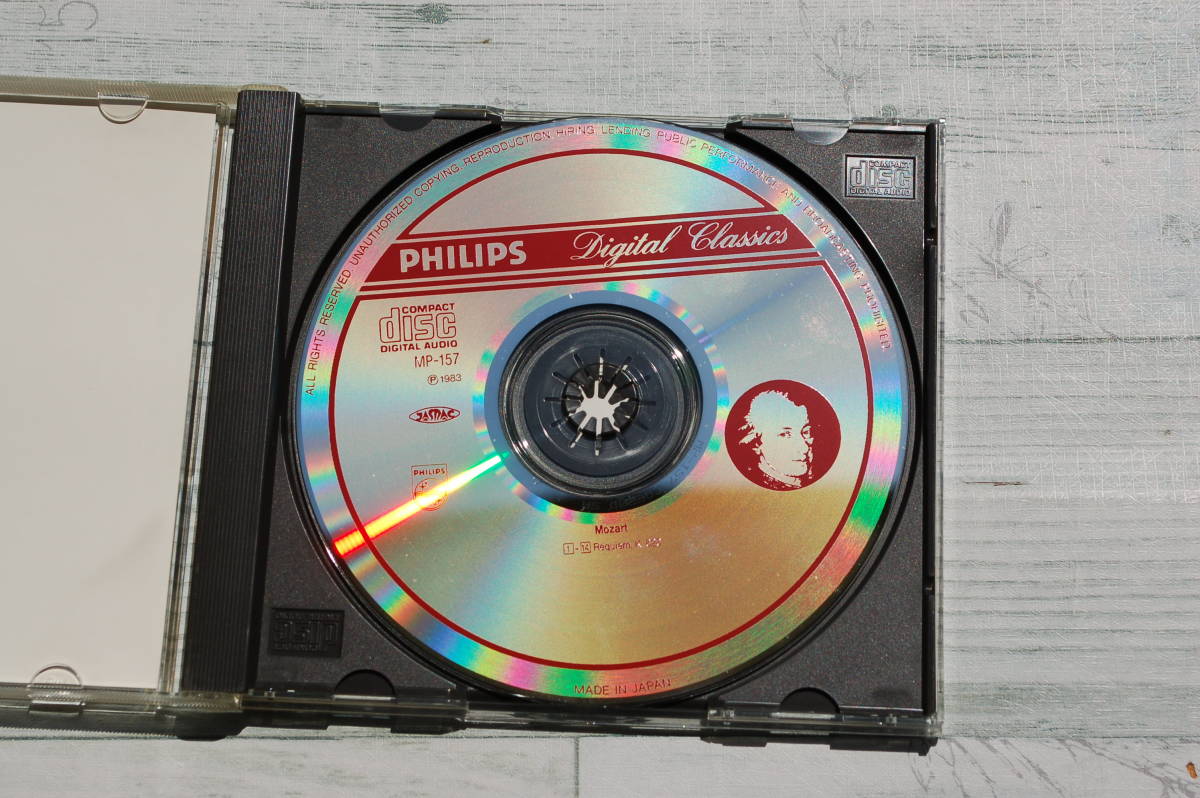 ALL RIGHTS RESERVED. UNAUTHORIZED COPYING, REPRODUCTION, HIRING, LENDING, PUBLIC PERFORMANCE AND BROADCASTING PROHIBITED.
COMPACT
disc
DIGITAL AUDIO
PHILIPS Digital Classics
COMPACT
disc
DIGITAL AUDIO
MP-157
℗ 1983
JASRAC
PHILIPS
Mozart
1 - 14 Requiem, K.
MADE IN JAPAN